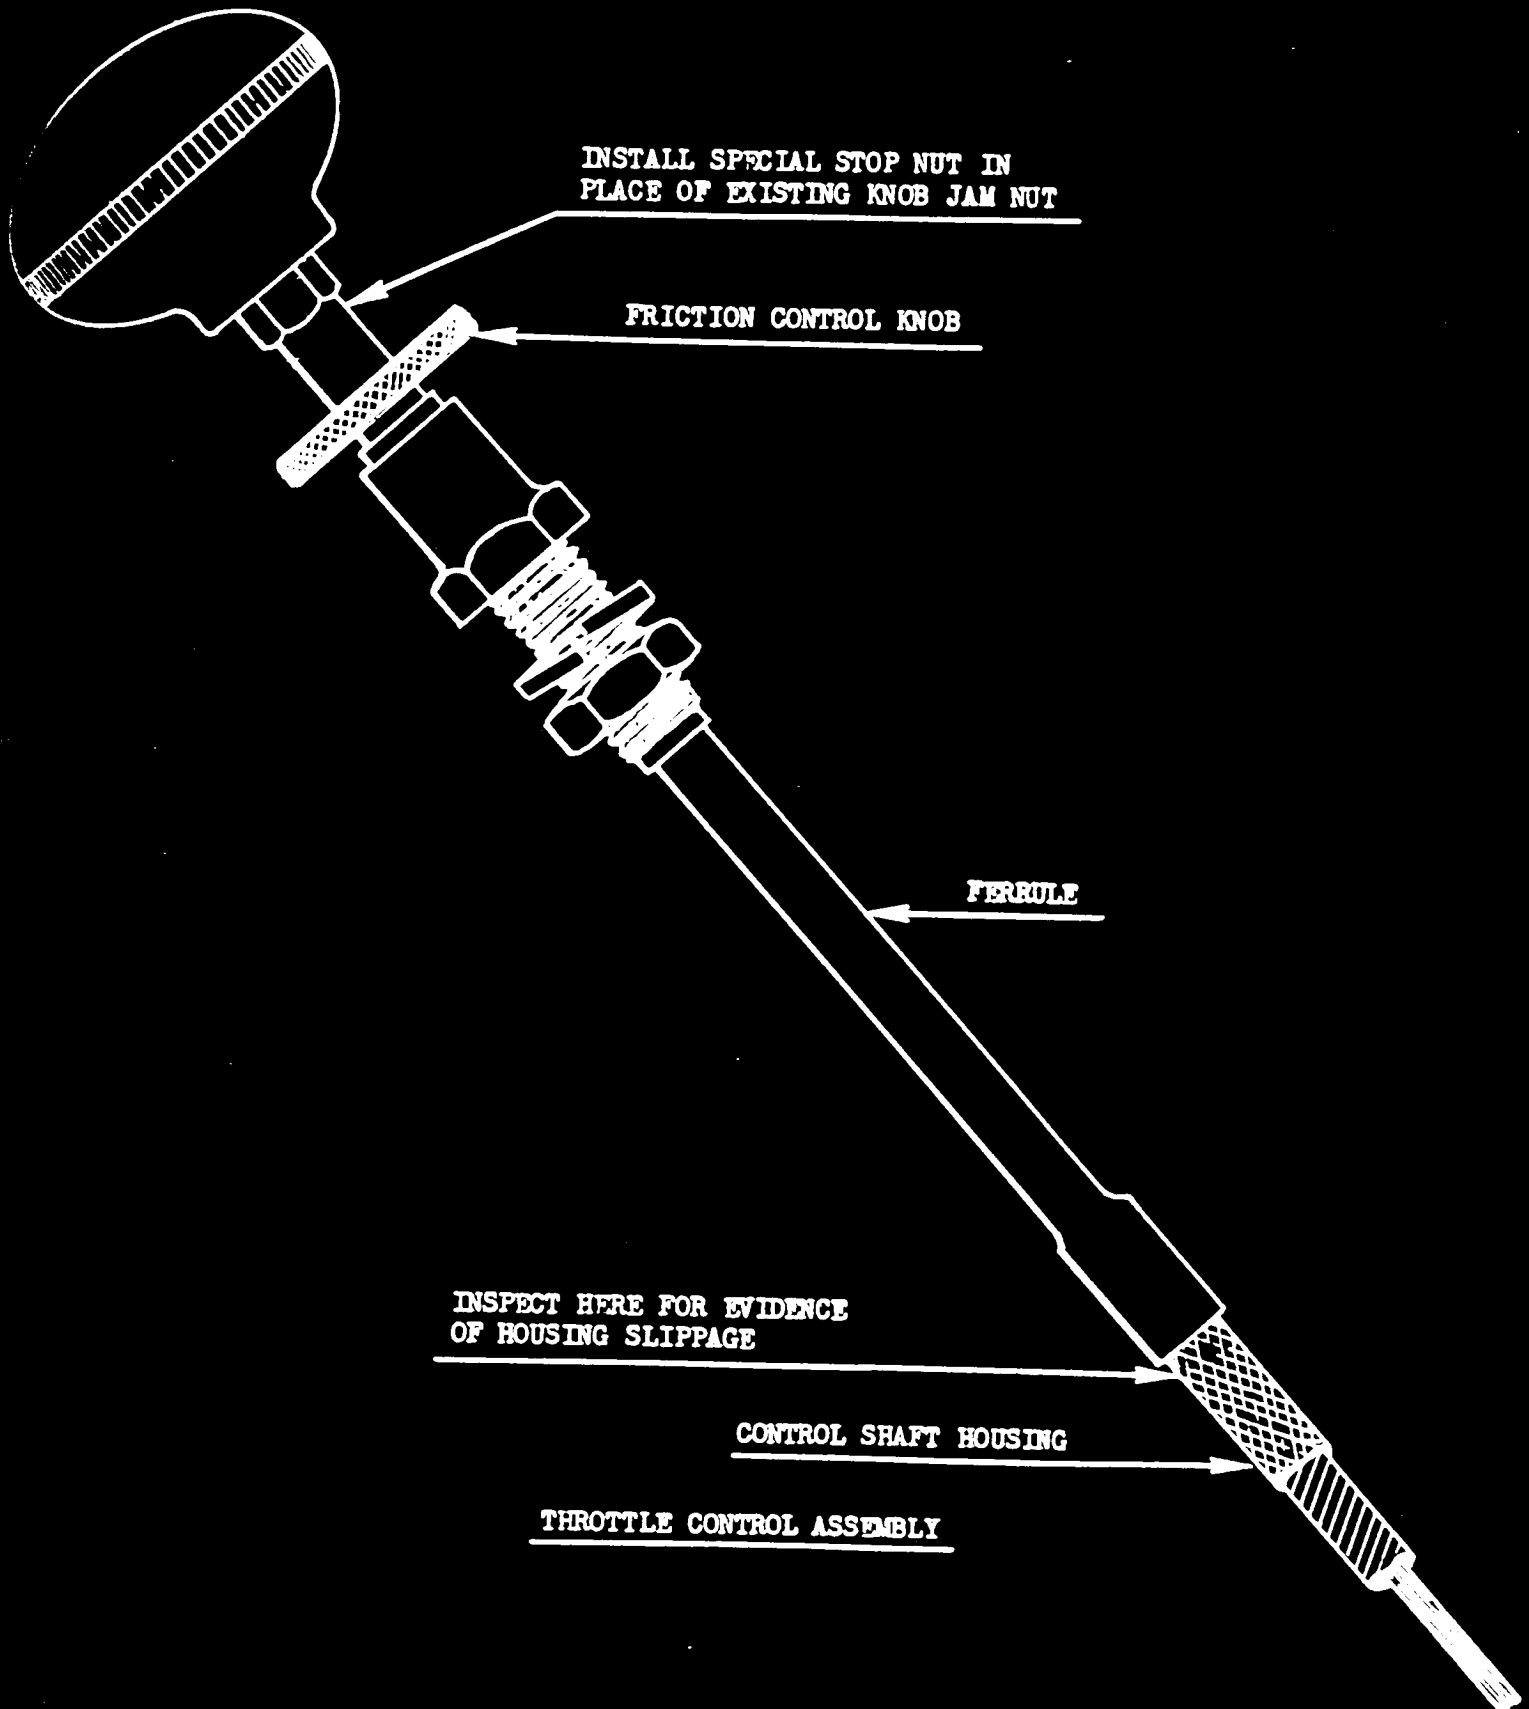 INSTALL SPECIAL STOP NUT IN
PLACE OF EXISTING KNOB JAM NUT
FRICTION CONTROL KNOB
FERRULE
INSPECT HERE FOR EVIDENCE
OF HOUSING SLIPPAGE
CONTROL SHAFT HOUSING
THROTTLE CONTROL ASSEMBLY